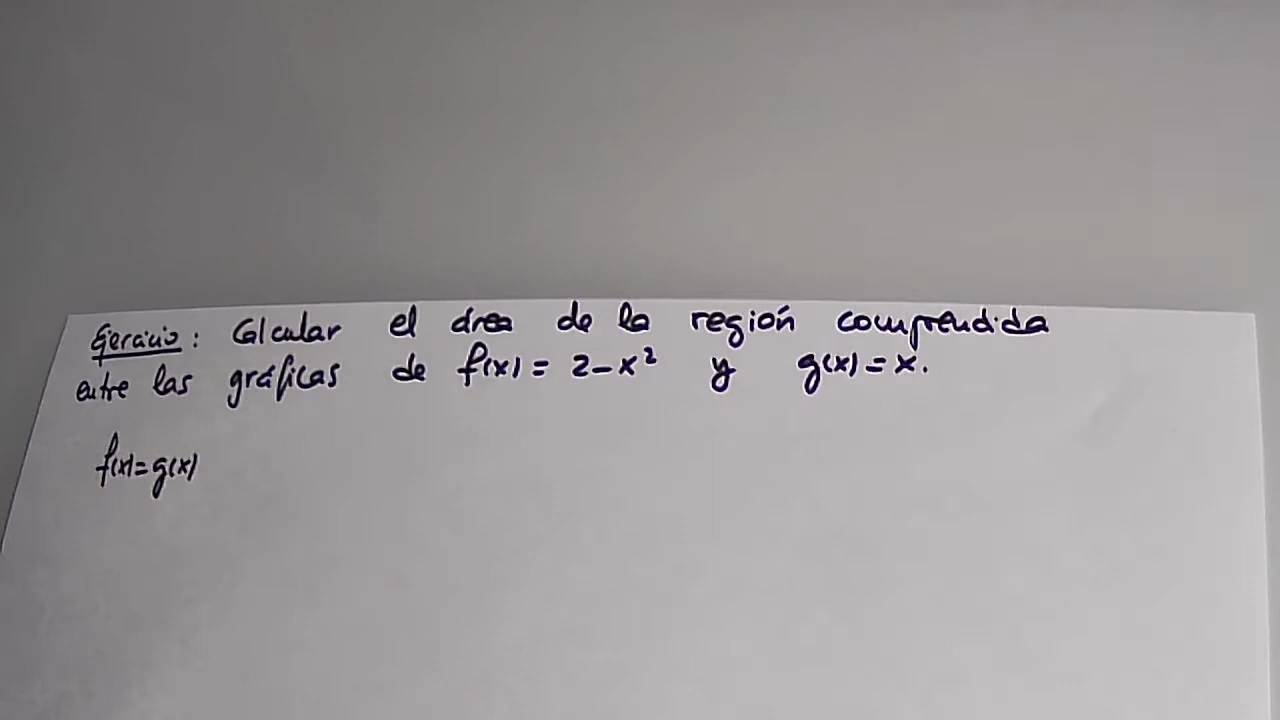 Ejercicio: Calcular el área de la región comprendida
entre las gráficas de f(x) = 2-x² y g(x) = x.
f(x)=g(x)